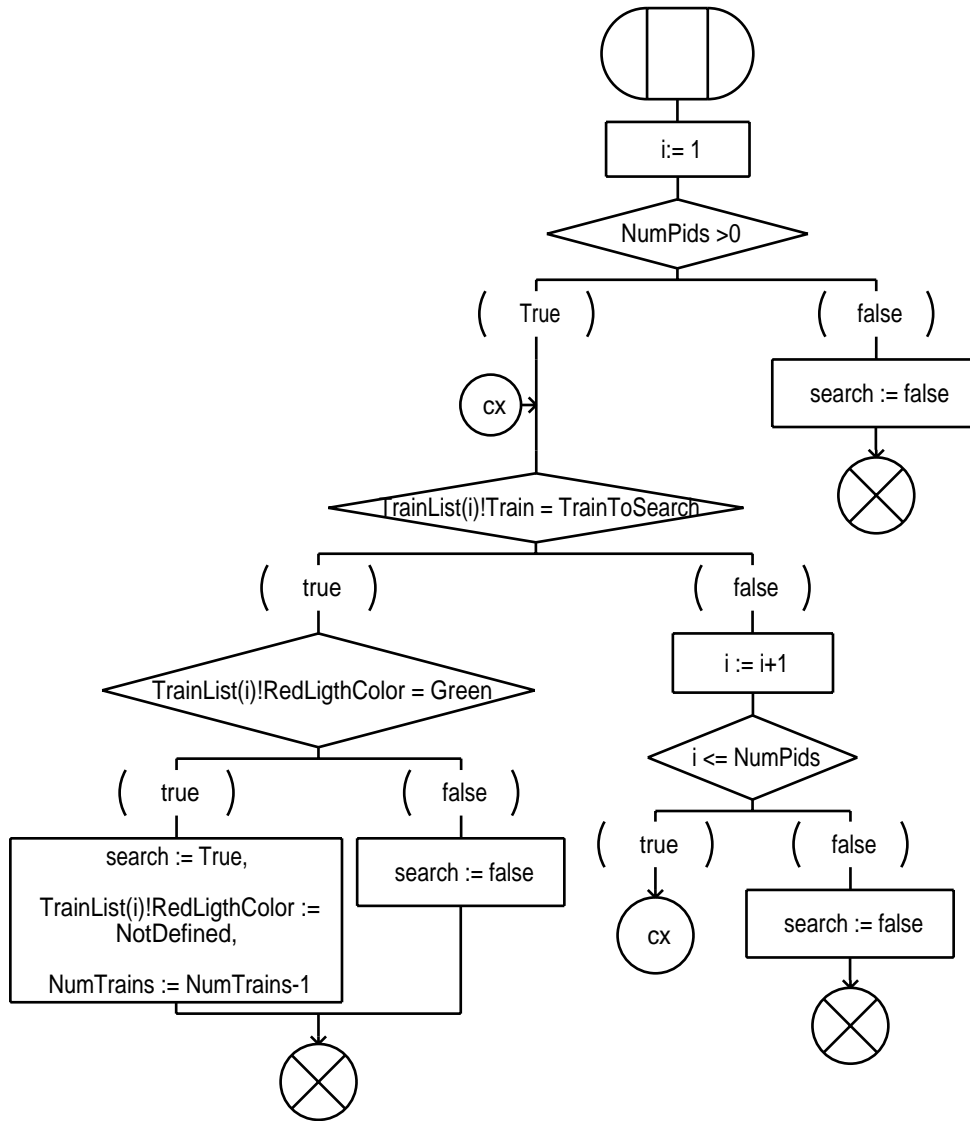 i:= 1
NumPids >0
( True )
( false )
cx
search := false
TrainList(i)!Train = TrainToSearch
( true )
( false )
i := i+1
TrainList(i)!RedLigthColor = Green
i <= NumPids
( true )
( false )
( true )
( false )
search := True,
TrainList(i)!RedLigthColor :=
NotDefined,
NumTrains := NumTrains-1
search := false
cx
search := false